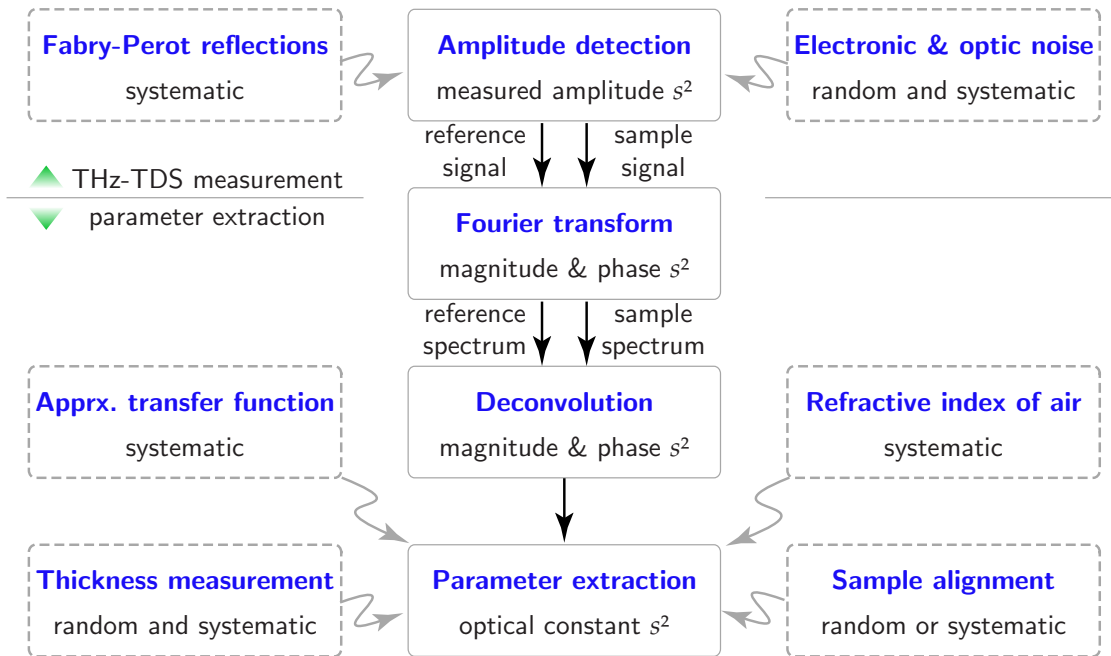 Fabry-Perot reflections
systematic
Amplitude detection
measured amplitude s²
Electronic & optic noise
random and systematic
reference
signal
sample
signal
THz-TDS measurement
parameter extraction
Fourier transform
magnitude & phase s²
reference
spectrum
sample
spectrum
Apprx. transfer function
systematic
Deconvolution
magnitude & phase s²
Refractive index of air
systematic
Thickness measurement
random and systematic
Parameter extraction
optical constant s²
Sample alignment
random or systematic